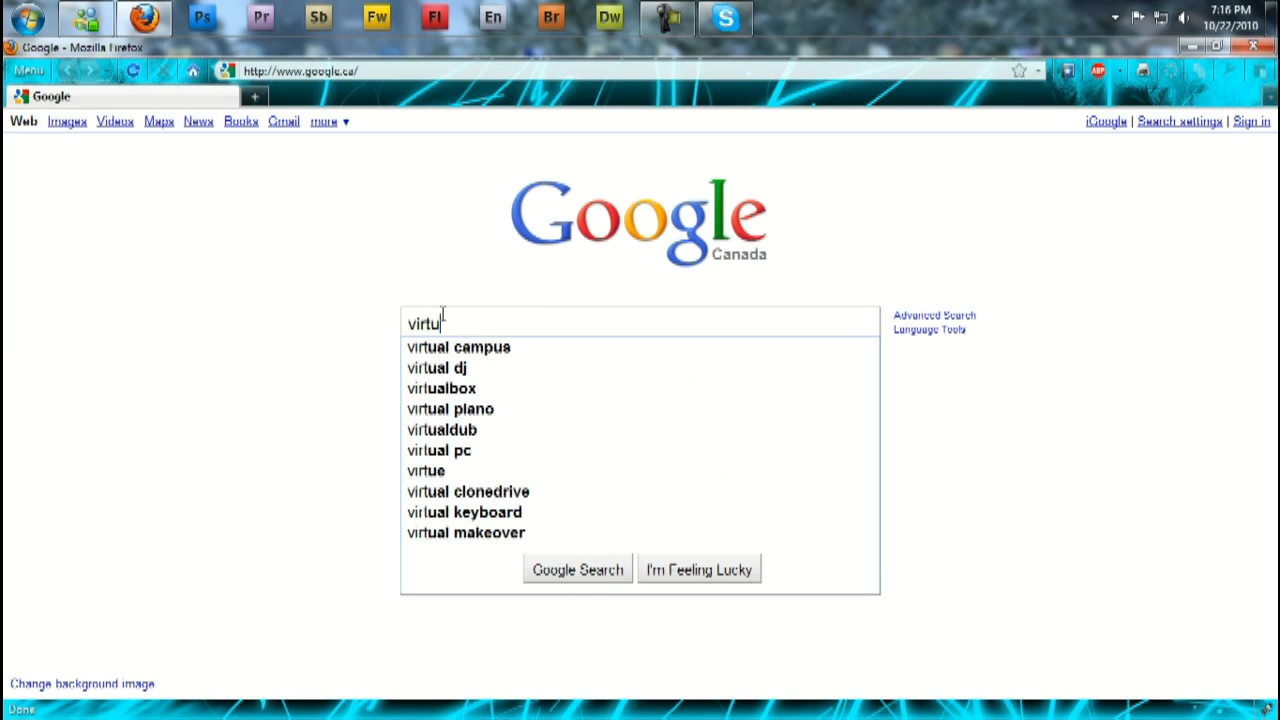 Ps Pr Sb Fw Fl En Br Dw S
7:16 PM
10/22/2010
Google - Mozilla Firefox
Menu http://www.google.ca/ ABP
Google +
Web Images Videos Maps News Books Gmail more ▼ iGoogle | Search settings | Sign in
Google
Canada
virtu
Advanced Search
Language Tools
virtual campus
virtual dj
virtualbox
virtual piano
virtualdub
virtual pc
virtue
virtual clonedrive
virtual keyboard
virtual makeover
Google Search I'm Feeling Lucky
Change background image
Done